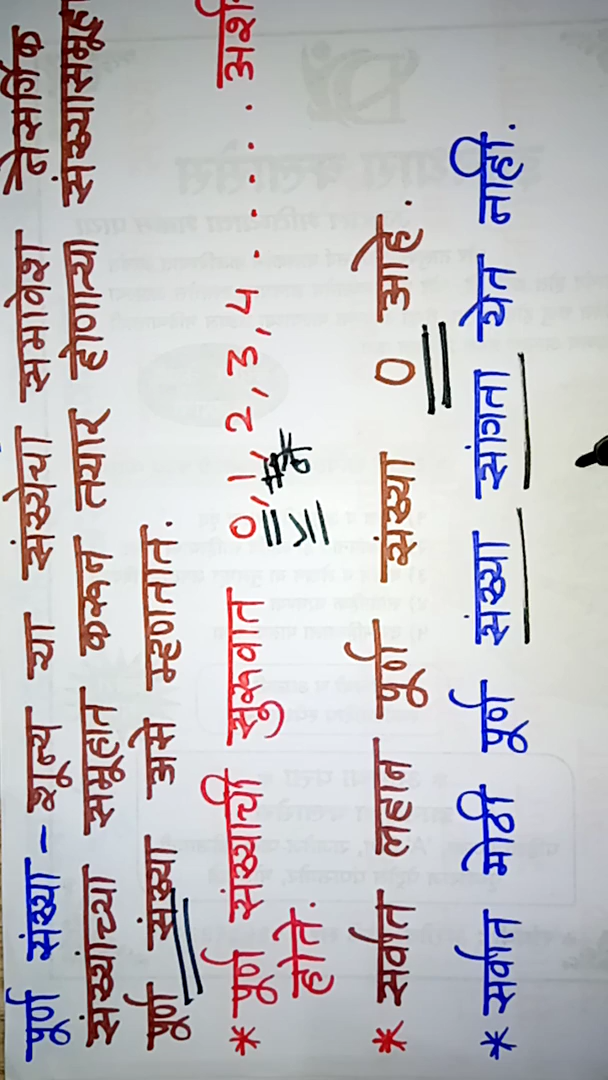 पूर्ण संख्या – शून्य या संख्येचा समावेश नैसर्गिक
संख्याच्या समूहात करून तयार होणाऱ्या संख्यासमूहा
पूर्ण संख्या असे म्हणतात.
* पूर्ण संख्याची सुरुवात 0, 1, 2, 3, 4 . . . . . . अशी
होते.
* सर्वात लहान पूर्ण संख्या 0 आहे.
* सर्वात मोठी पूर्ण संख्या सांगता येत नाही.